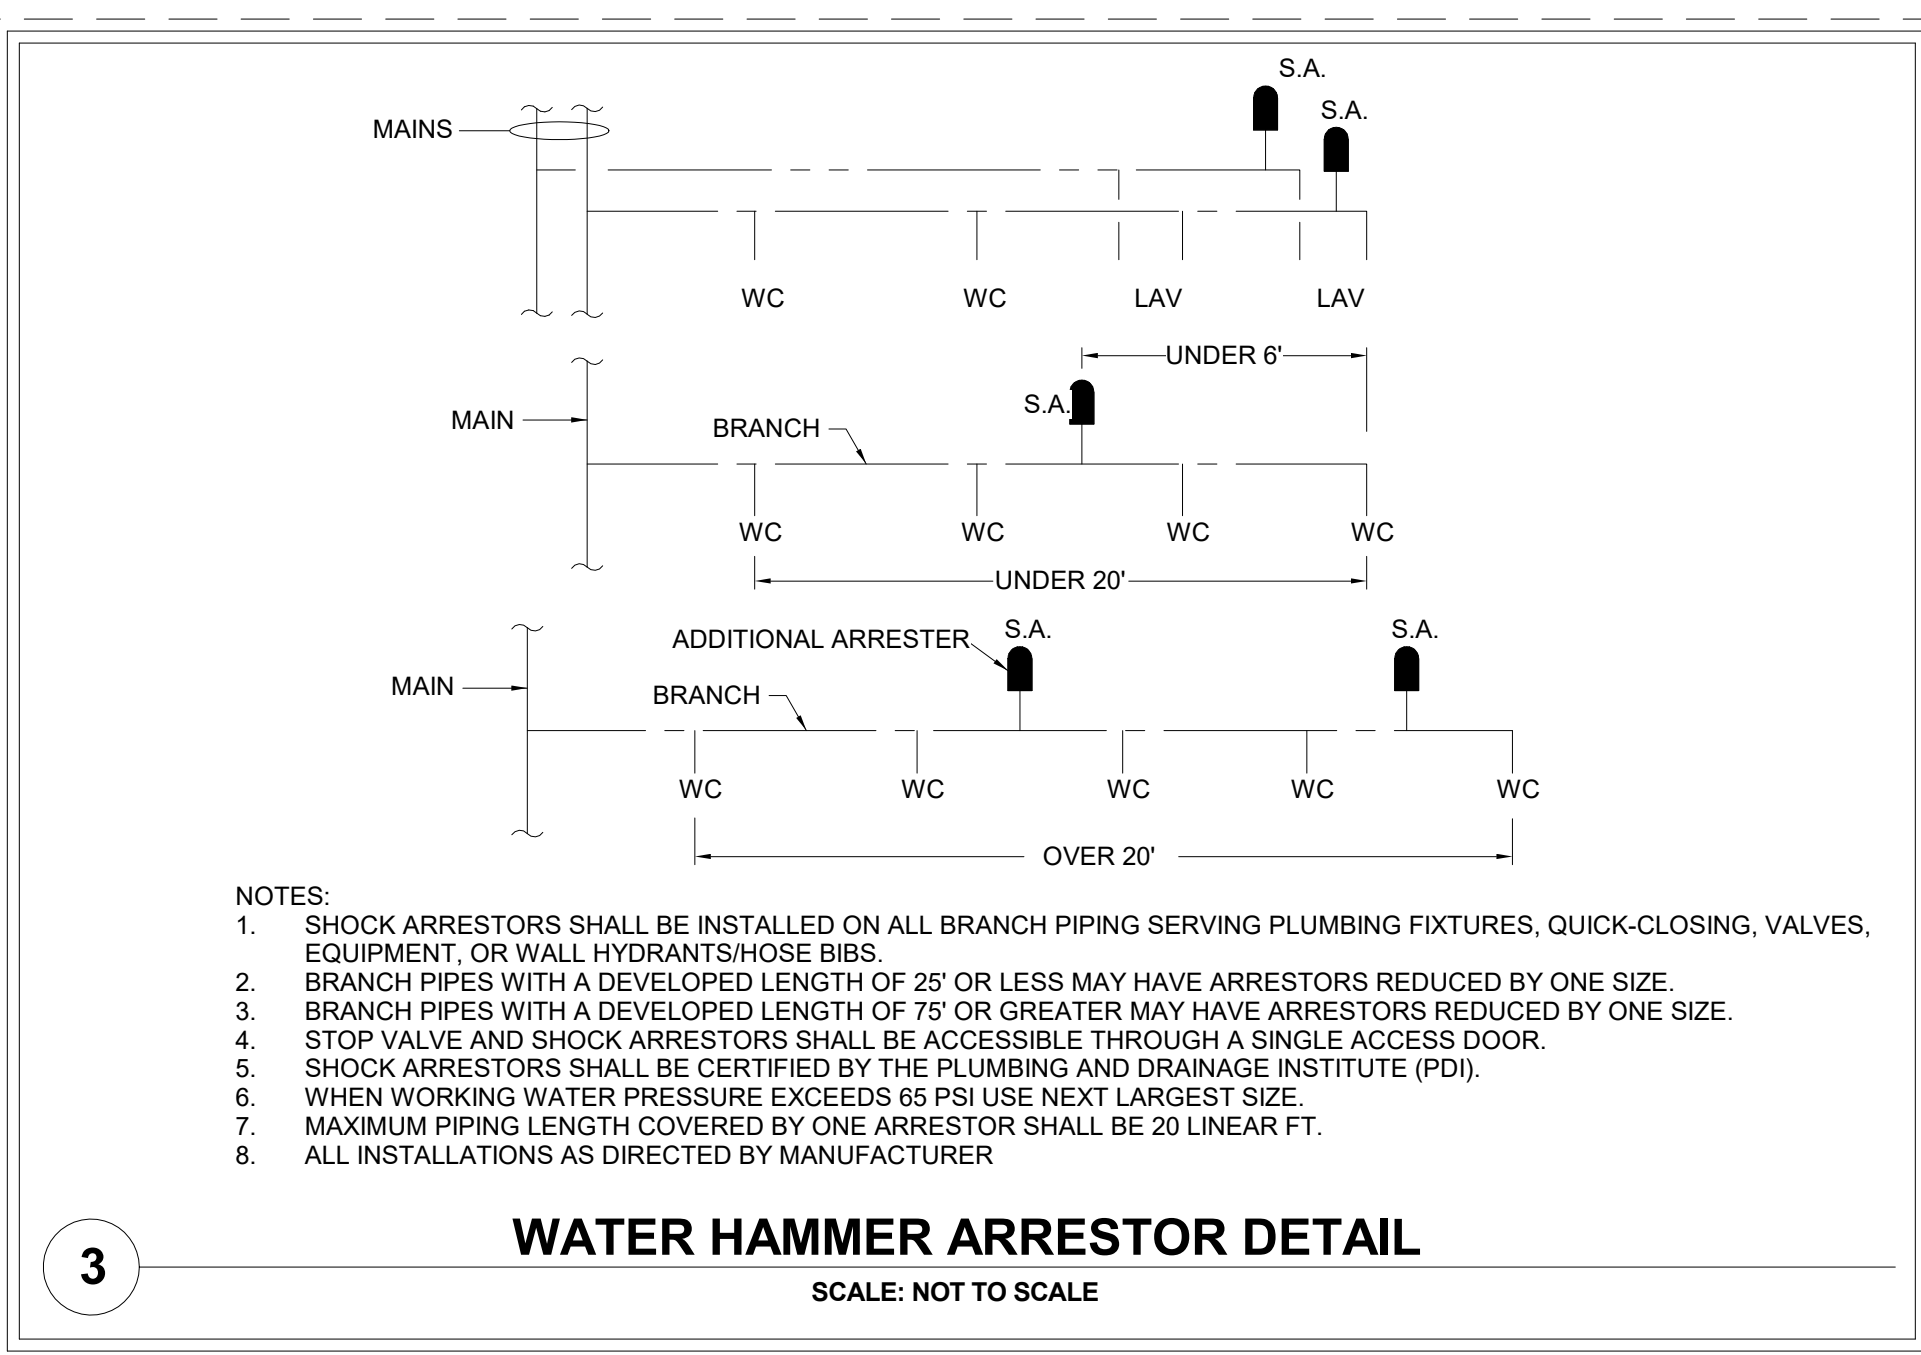 S.A.
S.A.
MAINS
WC WC LAV LAV
UNDER 6'
S.A.
MAIN
BRANCH
WC WC WC WC
UNDER 20'
ADDITIONAL ARRESTER
S.A. S.A.
MAIN
BRANCH
WC WC WC WC WC
OVER 20'
NOTES:
1. SHOCK ARRESTORS SHALL BE INSTALLED ON ALL BRANCH PIPING SERVING PLUMBING FIXTURES, QUICK-CLOSING, VALVES,
EQUIPMENT, OR WALL HYDRANTS/HOSE BIBS.
2. BRANCH PIPES WITH A DEVELOPED LENGTH OF 25' OR LESS MAY HAVE ARRESTORS REDUCED BY ONE SIZE.
3. BRANCH PIPES WITH A DEVELOPED LENGTH OF 75' OR GREATER MAY HAVE ARRESTORS REDUCED BY ONE SIZE.
4. STOP VALVE AND SHOCK ARRESTORS SHALL BE ACCESSIBLE THROUGH A SINGLE ACCESS DOOR.
5. SHOCK ARRESTORS SHALL BE CERTIFIED BY THE PLUMBING AND DRAINAGE INSTITUTE (PDI).
6. WHEN WORKING WATER PRESSURE EXCEEDS 65 PSI USE NEXT LARGEST SIZE.
7. MAXIMUM PIPING LENGTH COVERED BY ONE ARRESTOR SHALL BE 20 LINEAR FT.
8. ALL INSTALLATIONS AS DIRECTED BY MANUFACTURER
3
WATER HAMMER ARRESTOR DETAIL
SCALE: NOT TO SCALE